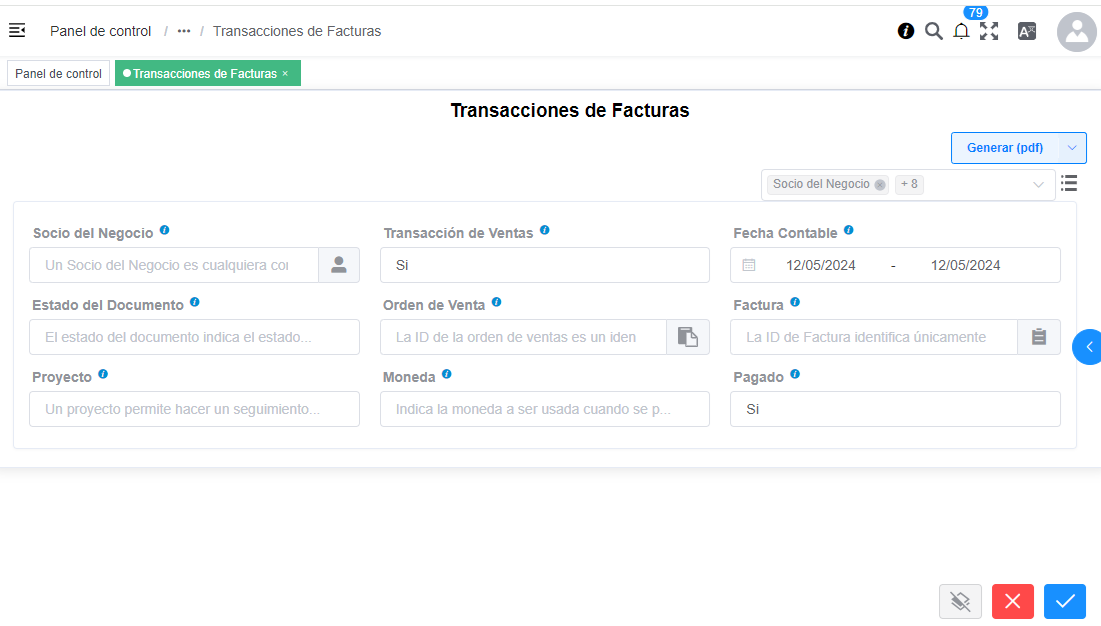 79
Panel de control / ••• / Transacciones de Facturas
Panel de control Transacciones de Facturas ×
Transacciones de Facturas
Generar (pdf)
Socio del Negocio + 8
Socio del Negocio Transacción de Ventas Fecha Contable
Un Socio del Negocio es cualquiera con Si 12/05/2024 - 12/05/2024
Estado del Documento Orden de Venta Factura
El estado del documento indica el estado... La ID de la orden de ventas es un iden La ID de Factura identifica únicamente
Proyecto Moneda Pagado
Un proyecto permite hacer un seguimiento... Indica la moneda a ser usada cuando se p... Si